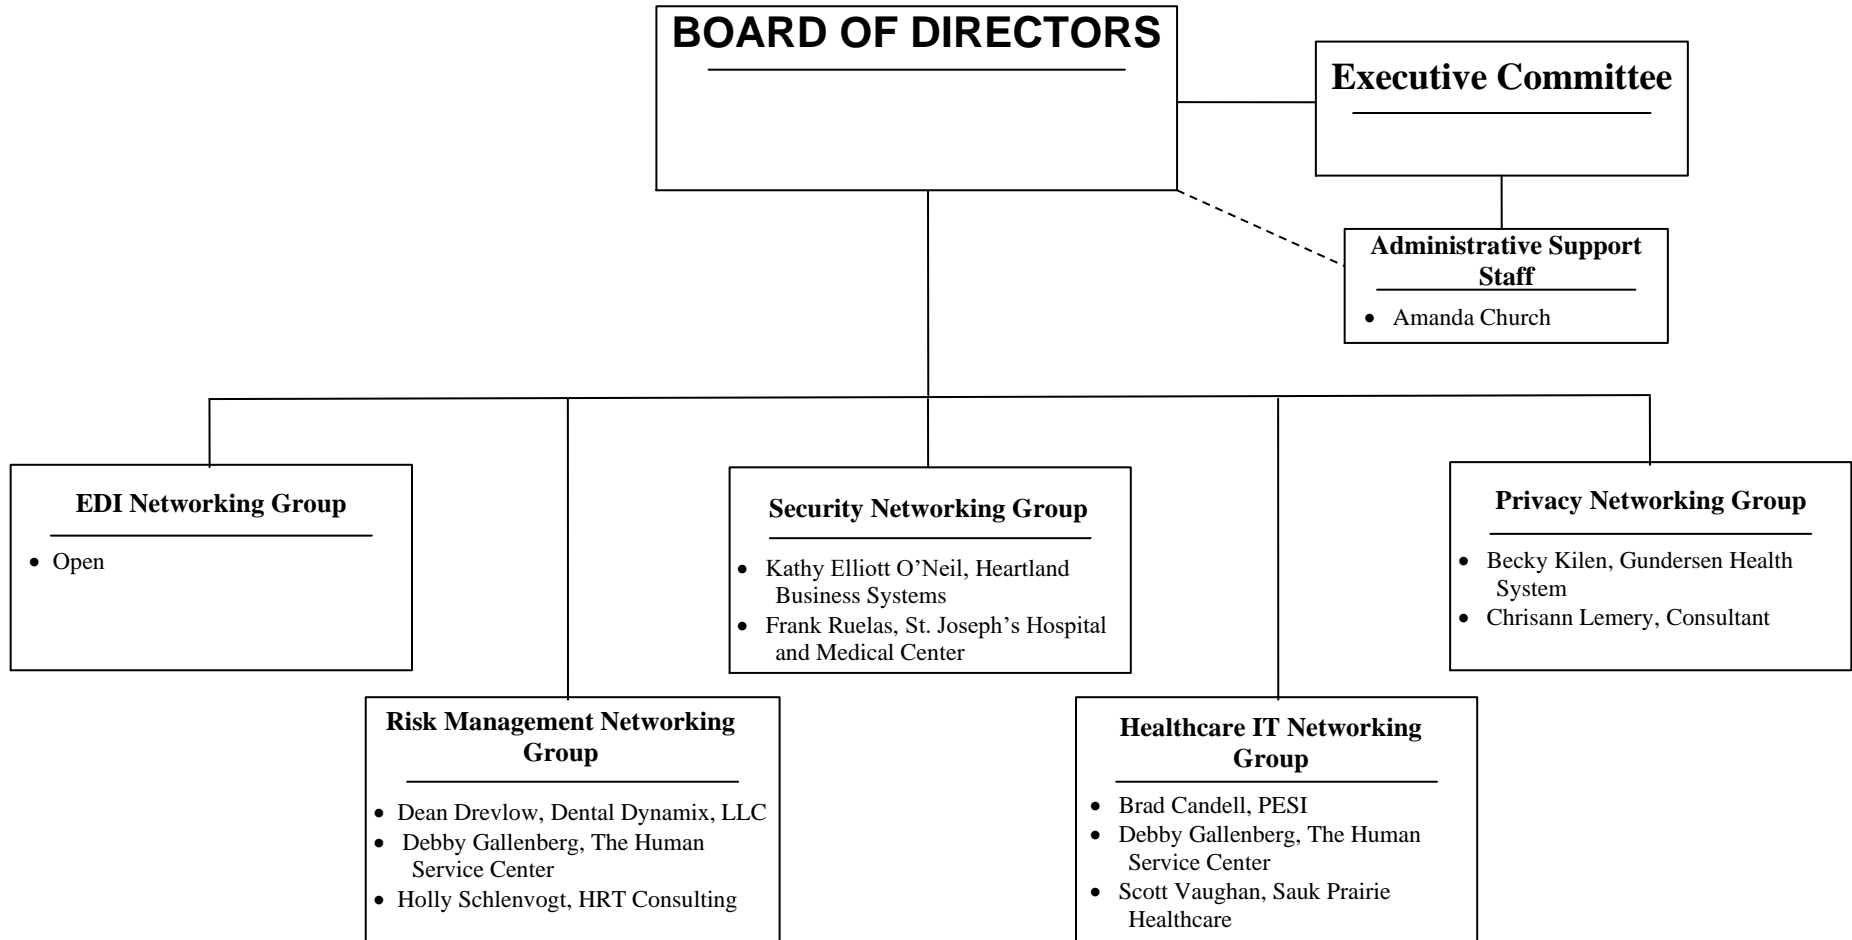 BOARD OF DIRECTORS
Executive Committee
Administrative Support
Staff
• Amanda Church
EDI Networking Group
• Open
Security Networking Group
• Kathy Elliott O’Neil, Heartland
Business Systems
• Frank Ruelas, St. Joseph’s Hospital
and Medical Center
Privacy Networking Group
• Becky Kilen, Gundersen Health
System
• Chrisann Lemery, Consultant
Risk Management Networking
Group
• Dean Drevlow, Dental Dynamix, LLC
• Debby Gallenberg, The Human
Service Center
• Holly Schlenvogt, HRT Consulting
Healthcare IT Networking
Group
• Brad Candell, PESI
• Debby Gallenberg, The Human
Service Center
• Scott Vaughan, Sauk Prairie
Healthcare